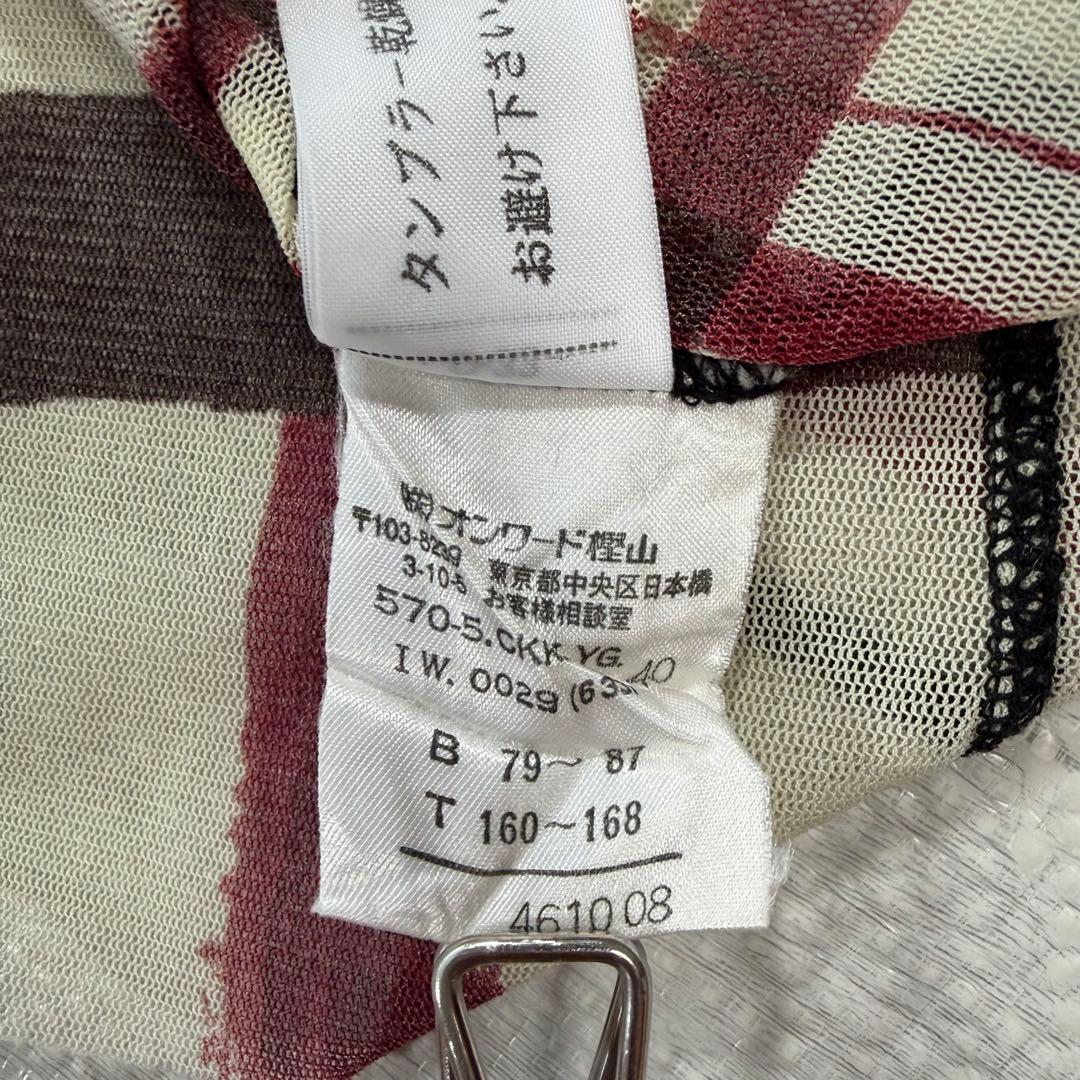 タンブラー乾燥
お避け下さい
㈱オンワード樫山
〒103-8239
東京都中央区日本橋
3-10-5
お客様相談室
570-5.CKK YG.
40
IW. 0029
B 79〜87
T 160〜168
461008